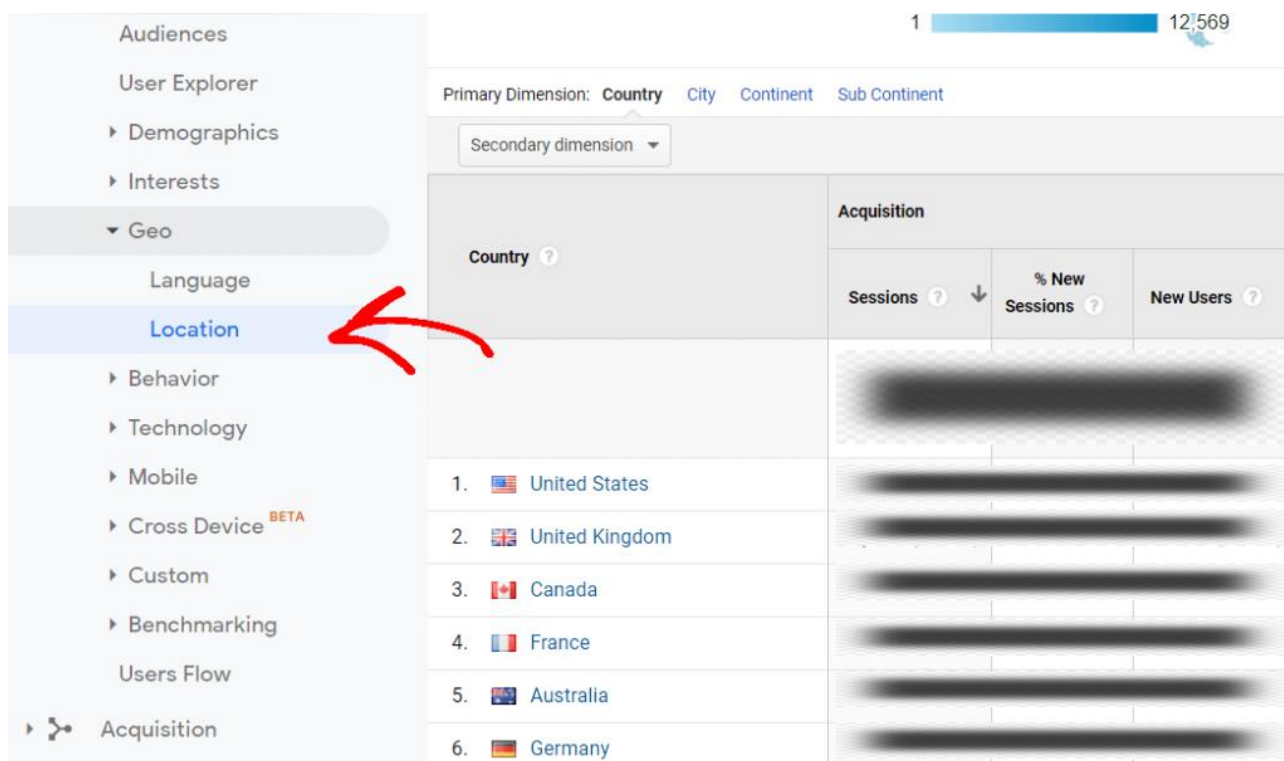 Audiences
User Explorer
Demographics
Interests
Geo
Language
Location
Behavior
Technology
Mobile
Cross Device BETA
Custom
Benchmarking
Users Flow
Acquisition
1 12,569
Primary Dimension: Country City Continent Sub Continent
Secondary dimension
Country ?
Acquisition
Sessions ?
% New
Sessions ?
New Users ?
1. United States
2. United Kingdom
3. Canada
4. France
5. Australia
6. Germany